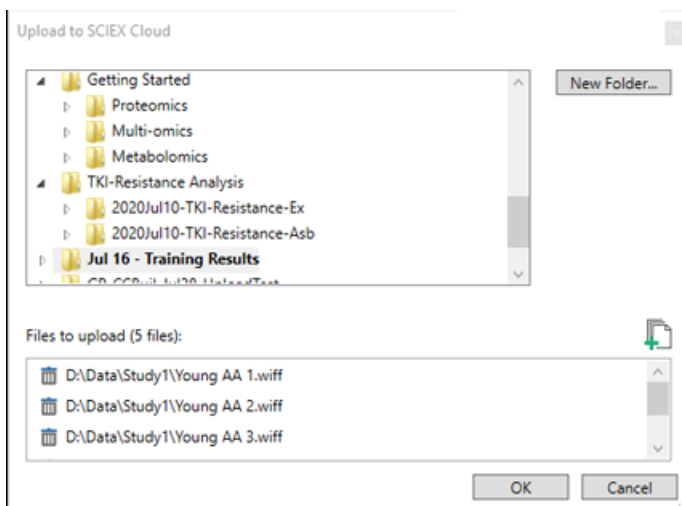 Upload to SCIEX Cloud
Getting Started
New Folder...
Proteomics
Multi-omics
Metabolomics
TKI-Resistance Analysis
2020Jul10-TKI-Resistance-Ex
2020Jul10-TKI-Resistance-Asb
Jul 16 - Training Results
Files to upload (5 files):
D:\Data\Study1\Young AA 1.wiff
D:\Data\Study1\Young AA 2.wiff
D:\Data\Study1\Young AA 3.wiff
OK Cancel